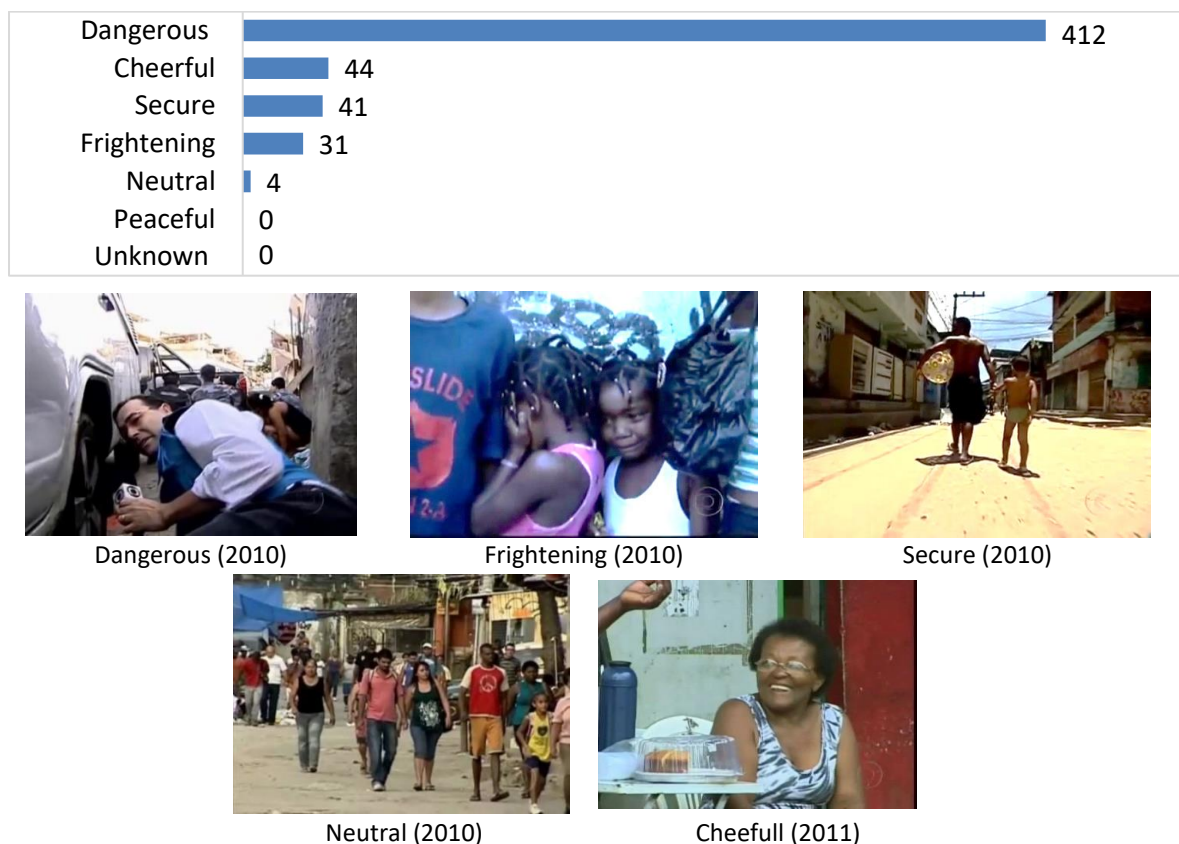 Dangerous 412
Cheerful 44
Secure 41
Frightening 31
Neutral 4
Peaceful 0
Unknown 0
SLIDE
Dangerous (2010)
Frightening (2010)
Secure (2010)
Neutral (2010)
Cheefull (2011)